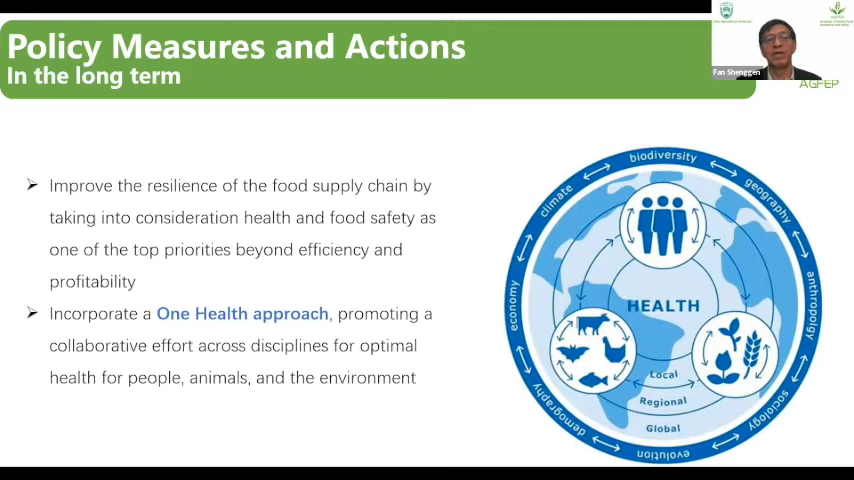 Policy Measures and Actions
In the long term
Fan Shenggen
AGFEP
Improve the resilience of the food supply chain by
taking into consideration health and food safety as
one of the top priorities beyond efficiency and
profitability
Incorporate a One Health approach, promoting a
collaborative effort across disciplines for optimal
health for people, animals, and the environment
biodiversity
geography
anthropolgy
sociology
evolution
demography
economy
climate
HEALTH
Local
Regional
Global